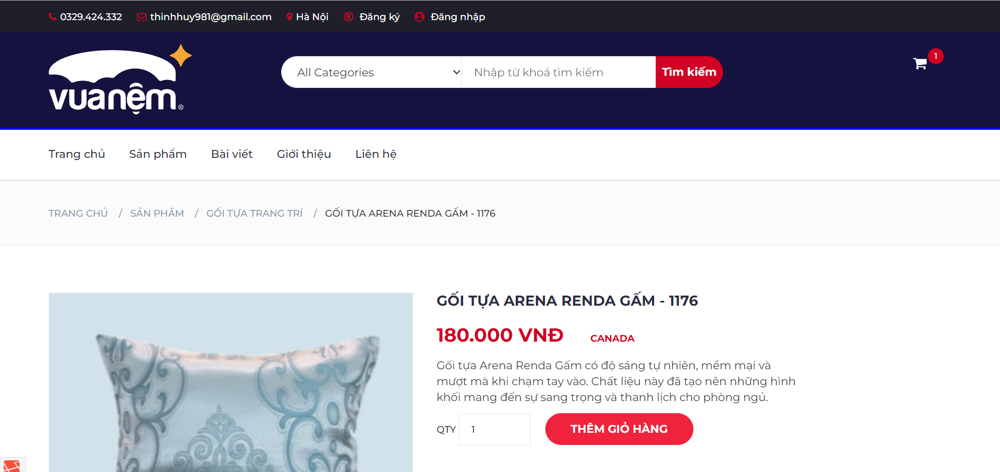 0329.424.332 thinhhuy981@gmail.com Hà Nội ® Đăng ký Đăng nhập
vuanệm®
All Categories Nhập từ khoá tìm kiếm Tìm kiếm
1
Trang chủ Sản phẩm Bài viết Giới thiệu Liên hệ
TRANG CHỦ / SẢN PHẨM / GỐI TỰA TRANG TRÍ / GỐI TỰA ARENA RENDA GẤM - 1176
GỐI TỰA ARENA RENDA GẤM - 1176
180.000 VNĐ CANADA
Gối tựa Arena Renda Gấm có độ sáng tự nhiên, mềm mại và
mượt mà khi chạm tay vào. Chất liệu này đã tạo nên những hình
khối mang đến sự sang trọng và thanh lịch cho phòng ngủ.
QTY 1 THÊM GIỎ HÀNG